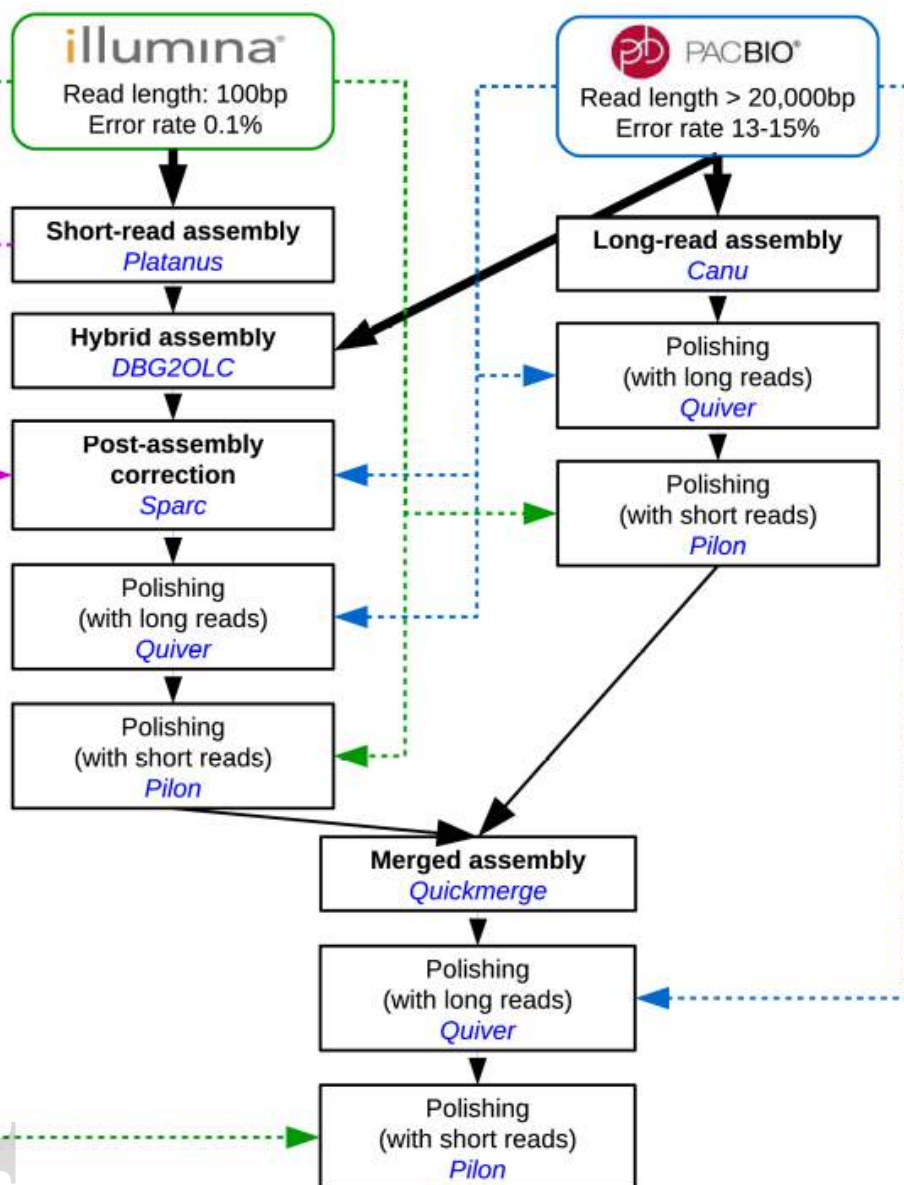 illumina®
Read length: 100bp
Error rate 0.1%
PACBIO®
Read length > 20,000bp
Error rate 13-15%
Short-read assembly
Platanus
Long-read assembly
Canu
Hybrid assembly
DBG2OLC
Polishing
(with long reads)
Quiver
Post-assembly
correction
Sparc
Polishing
(with short reads)
Pilon
Polishing
(with long reads)
Quiver
Polishing
(with short reads)
Pilon
Merged assembly
Quickmerge
Polishing
(with long reads)
Quiver
Polishing
(with short reads)
Pilon